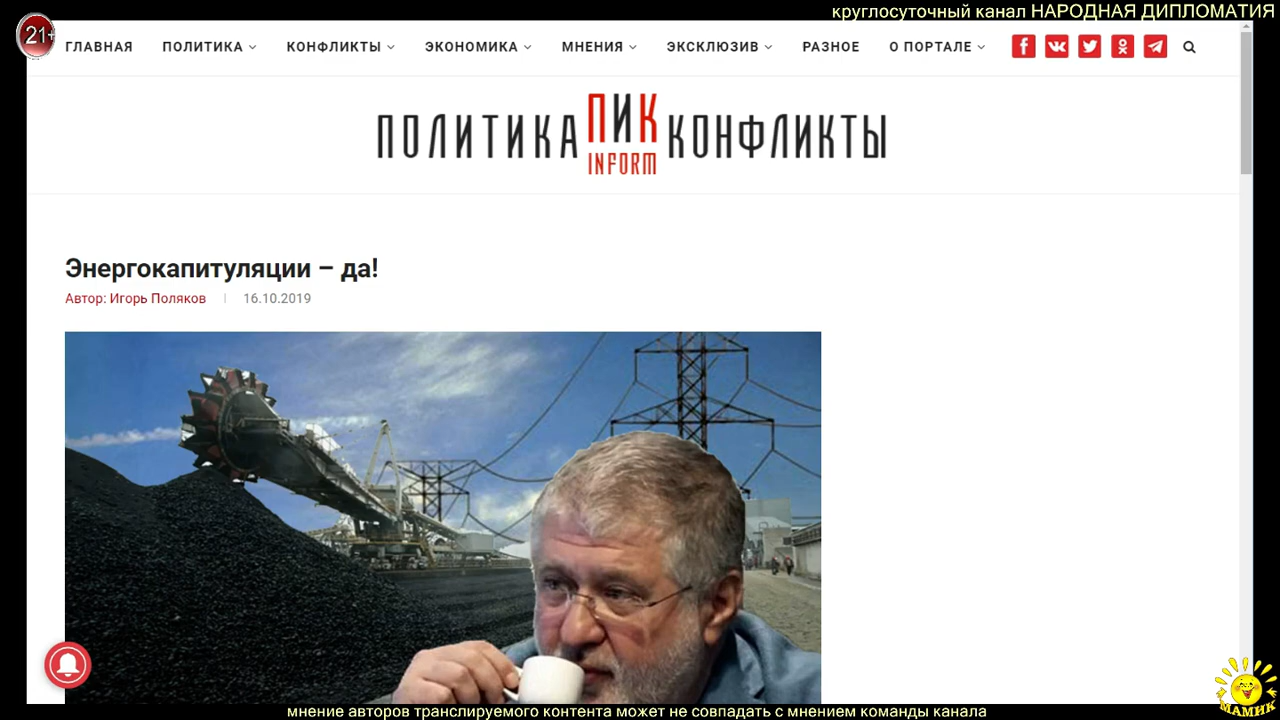 круглосуточный канал НАРОДНАЯ ДИПЛОМАТИЯ
21+
ГЛАВНАЯ ПОЛИТИКА КОНФЛИКТЫ ЭКОНОМИКА МНЕНИЯ ЭКСКЛЮЗИВ РАЗНОЕ О ПОРТАЛЕ
ПОЛИТИКА ПИК КОНФЛИКТЫ
INFORM
Энергокапитуляции – да!
Автор: Игорь Поляков 16.10.2019
МАМИК
мнение авторов транслируемого контента может не совпадать с мнением команды канала